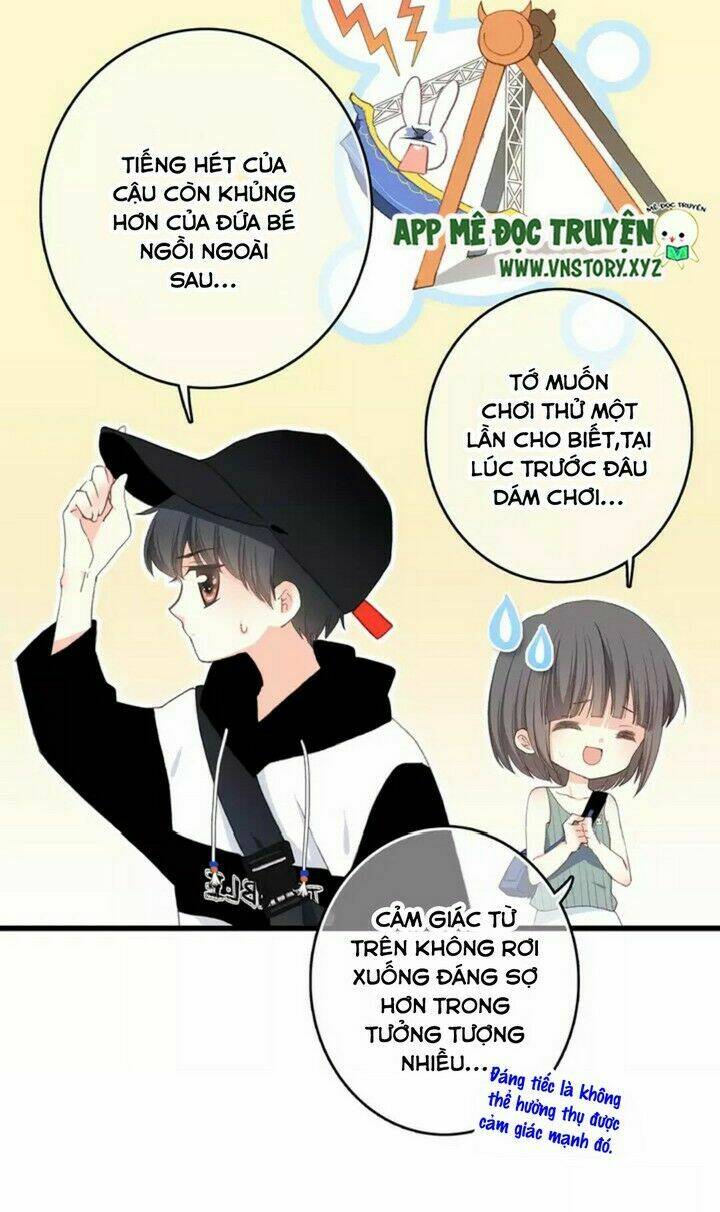 TIẾNG HÉT CỦA
CẬU CÒN KHỦNG
HƠN CỦA ĐỨA BÉ
NGỒI NGOÀI
SAU...
MÊ ĐỌC TRUYỆN
APP MÊ ĐỌC TRUYỆN
WWW.VNSTORY.XYZ
TỚ MUỐN
CHƠI THỬ MỘT
LẦN CHO BIẾT,TẠI
LÚC TRƯỚC ĐÂU
DÁM CHƠI...
CẢM GIÁC TỪ
TRÊN KHÔNG RƠI
XUỐNG ĐÁNG SỢ
HƠN TRONG
TƯỞNG TƯỢNG
NHIỀU...
Đáng tiếc là không
thể hưởng thụ được
cảm giác mạnh đó.